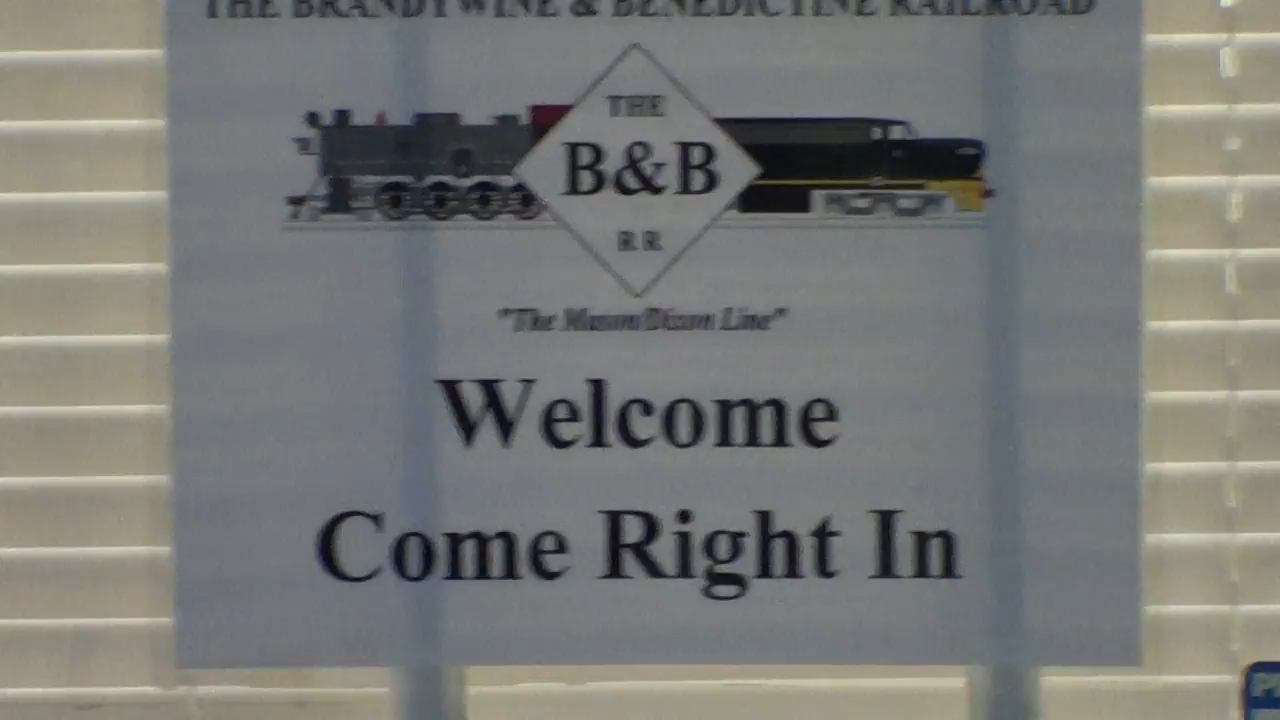 THE BRANDYWINE & BENEDICTINE RAILROAD
THE
B&B
R R
"The Mason Dixon Line"
Welcome
Come Right In